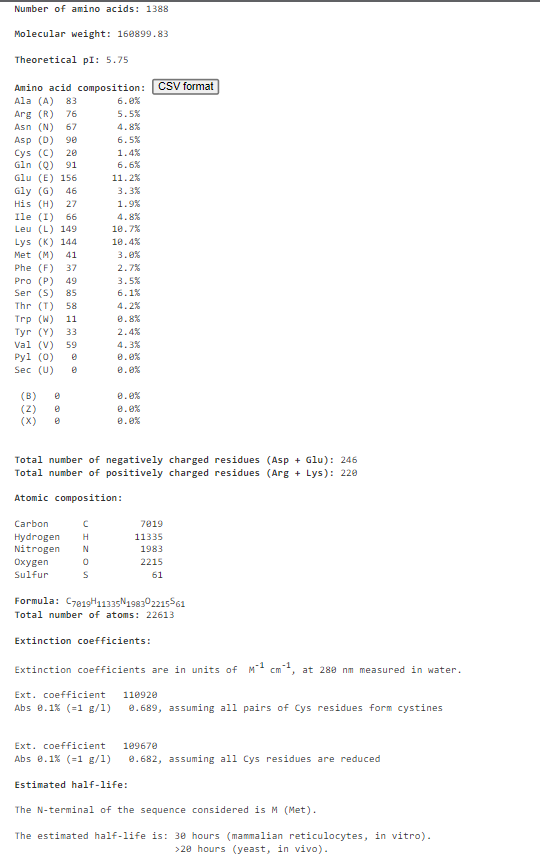 Number of amino acids: 1388
Molecular weight: 160899.83
Theoretical pI: 5.75
Amino acid composition: CSV format
Ala (A) 83 6.0%
Arg (R) 76 5.5%
Asn (N) 67 4.8%
Asp (D) 90 6.5%
Cys (C) 20 1.4%
Gln (Q) 91 6.6%
Glu (E) 156 11.2%
Gly (G) 46 3.3%
His (H) 27 1.9%
Ile (I) 66 4.8%
Leu (L) 149 10.7%
Lys (K) 144 10.4%
Met (M) 41 3.0%
Phe (F) 37 2.7%
Pro (P) 49 3.5%
Ser (S) 85 6.1%
Thr (T) 58 4.2%
Trp (W) 11 0.8%
Tyr (Y) 33 2.4%
Val (V) 59 4.3%
Pyl (O) 0 0.0%
Sec (U) 0 0.0%
(B) 0 0.0%
(Z) 0 0.0%
(X) 0 0.0%
Total number of negatively charged residues (Asp + Glu): 246
Total number of positively charged residues (Arg + Lys): 220
Atomic composition:
Carbon C 7019
Hydrogen H 11335
Nitrogen N 1983
Oxygen O 2215
Sulfur S 61
Formula: C₇₀₁₉H₁₁₃₃₅N₁₉₈₃O₂₂₁₅S₆₁
Total number of atoms: 22613
Extinction coefficients:
Extinction coefficients are in units of M⁻¹ cm⁻¹, at 280 nm measured in water.
Ext. coefficient 110920
Abs 0.1% (=1 g/l) 0.689, assuming all pairs of Cys residues form cystines
Ext. coefficient 109670
Abs 0.1% (=1 g/l) 0.682, assuming all Cys residues are reduced
Estimated half-life:
The N-terminal of the sequence considered is M (Met).
The estimated half-life is: 30 hours (mammalian reticulocytes, in vitro).
>20 hours (yeast, in vivo).